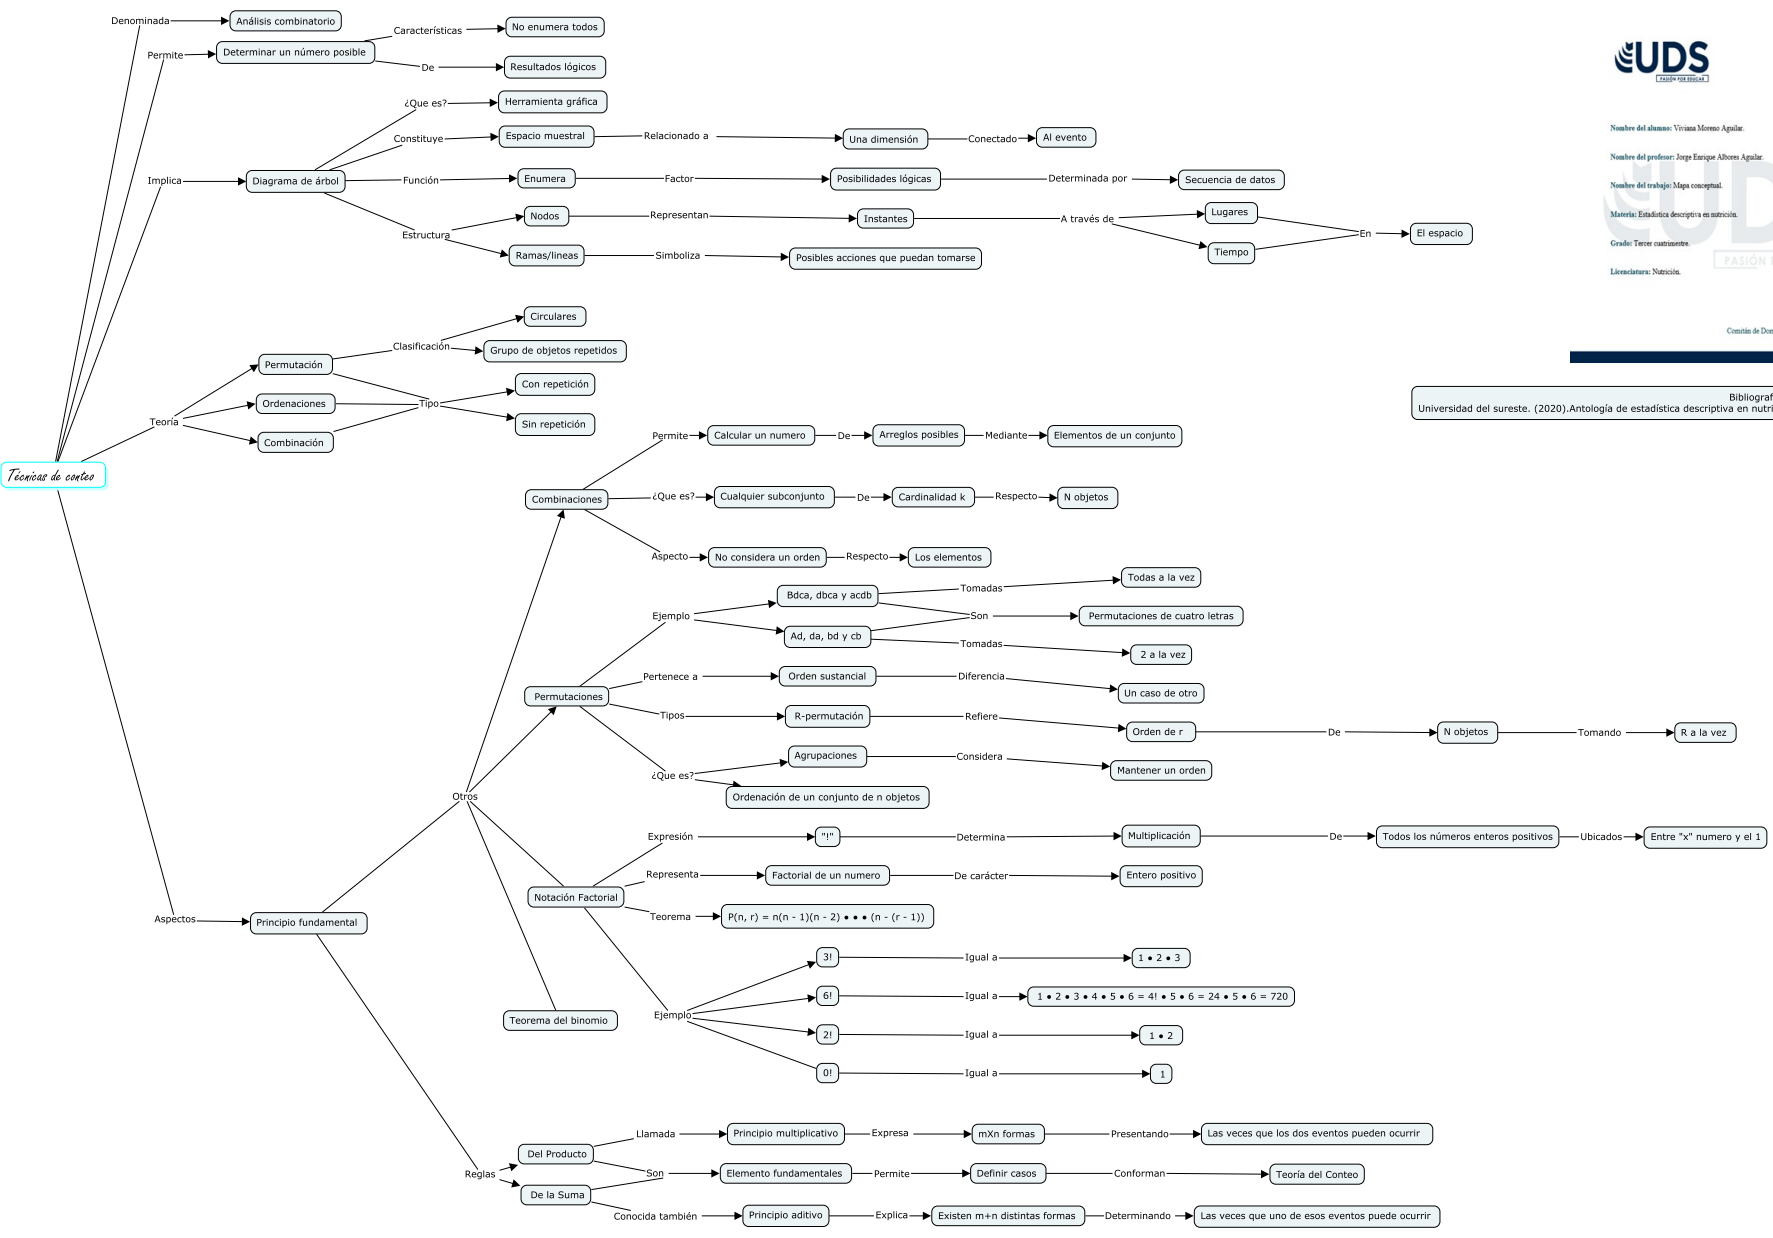 Denominada
Análisis combinatorio
Permite
Determinar un número posible
Características
No enumera todos
De
Resultados lógicos
Implica
Diagrama de árbol
¿Que es?
Herramienta gráfica
Constituye
Espacio muestral
Relacionado a
Una dimensión
Conectado
Al evento
Función
Enumera
Factor
Posibilidades lógicas
Determinada por
Secuencia de datos
Estructura
Nodos
Representan
Instantes
A través de
Lugares
Tiempo
En
El espacio
Ramas/lineas
Simboliza
Posibles acciones que puedan tomarse
UDS
PASIÓN POR EDUCAR
Nombre del alumno: Viviana Moreno Aguilar.
Nombre del profesor: Jorge Enrique Albores Aguilar.
Nombre del trabajo: Mapa conceptual.
Materia: Estadística descriptiva en nutrición.
Grado: Tercer cuatrimestre.
PASIÓN
Licenciatura: Nutrición.
Comitán de
Bibliograf
Universidad del sureste. (2020).Antología de estadística descriptiva en nutri
Técnicas de conteo
Teoría
Permutación
Clasificación
Circulares
Grupo de objetos repetidos
Ordenaciones
Combinación
Tipo
Con repetición
Sin repetición
Aspectos
Principio fundamental
Otros
Combinaciones
Permite
Calcular un numero
De
Arreglos posibles
Mediante
Elementos de un conjunto
¿Que es?
Cualquier subconjunto
De
Cardinalidad k
Respecto
N objetos
Aspecto
No considera un orden
Respecto
Los elementos
Permutaciones
Ejemplo
Bdca, dbca y acdb
Tomadas
Todas a la vez
Son
Permutaciones de cuatro letras
Ad, da, bd y cb
Tomadas
2 a la vez
Pertenece a
Orden sustancial
Diferencia
Un caso de otro
Tipos
R-permutación
Refiere
Orden de r
De
N objetos
Tomando
R a la vez
¿Que es?
Agrupaciones
Considera
Mantener un orden
Ordenación de un conjunto de n objetos
Notación Factorial
Expresión
"!"
Determina
Multiplicación
De
Todos los números enteros positivos
Ubicados
Entre "x" numero y el 1
Representa
Factorial de un numero
De carácter
Entero positivo
Teorema
P(n, r) = n(n - 1)(n - 2) ● ● ● (n - (r - 1))
Ejemplo
3!
Igual a
1 ● 2 ● 3
6!
Igual a
1 ● 2 ● 3 ● 4 ● 5 ● 6 = 4! ● 5 ● 6 = 24 ● 5 ● 6 = 720
2!
Igual a
1 ● 2
0!
Igual a
1
Teorema del binomio
Reglas
Del Producto
Llamada
Principio multiplicativo
Expresa
mXn formas
Presentando
Las veces que los dos eventos pueden ocurrir
Son
Elemento fundamentales
Permite
Definir casos
Conforman
Teoría del Conteo
De la Suma
Conocida también
Principio aditivo
Explica
Existen m+n distintas formas
Determinando
Las veces que uno de esos eventos puede ocurrir